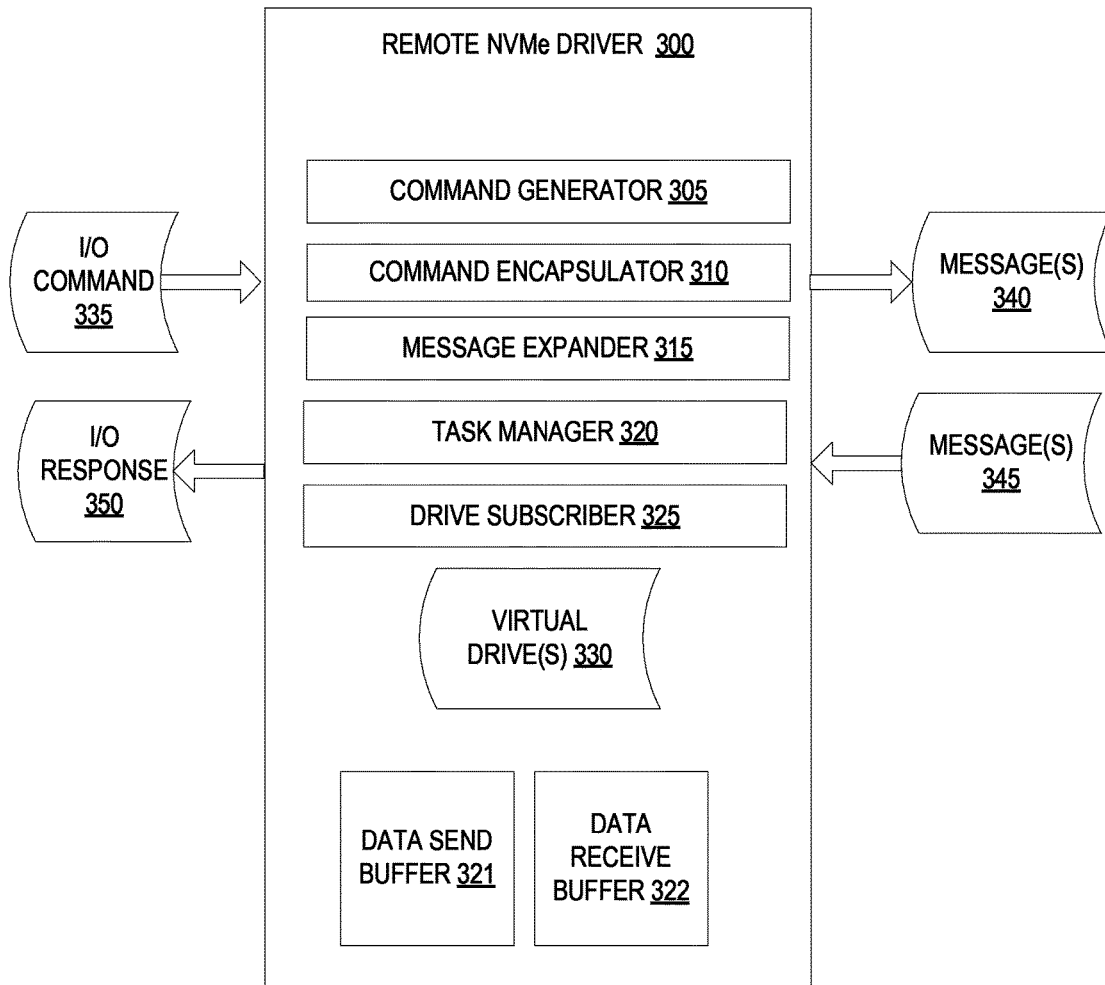 REMOTE NVMe DRIVER 300
COMMAND GENERATOR 305
I/O
COMMAND
335
COMMAND ENCAPSULATOR 310
MESSAGE(S)
340
MESSAGE EXPANDER 315
I/O
RESPONSE
350
TASK MANAGER 320
MESSAGE(S)
345
DRIVE SUBSCRIBER 325
VIRTUAL
DRIVE(S) 330
DATA SEND
BUFFER 321
DATA
RECEIVE
BUFFER 322